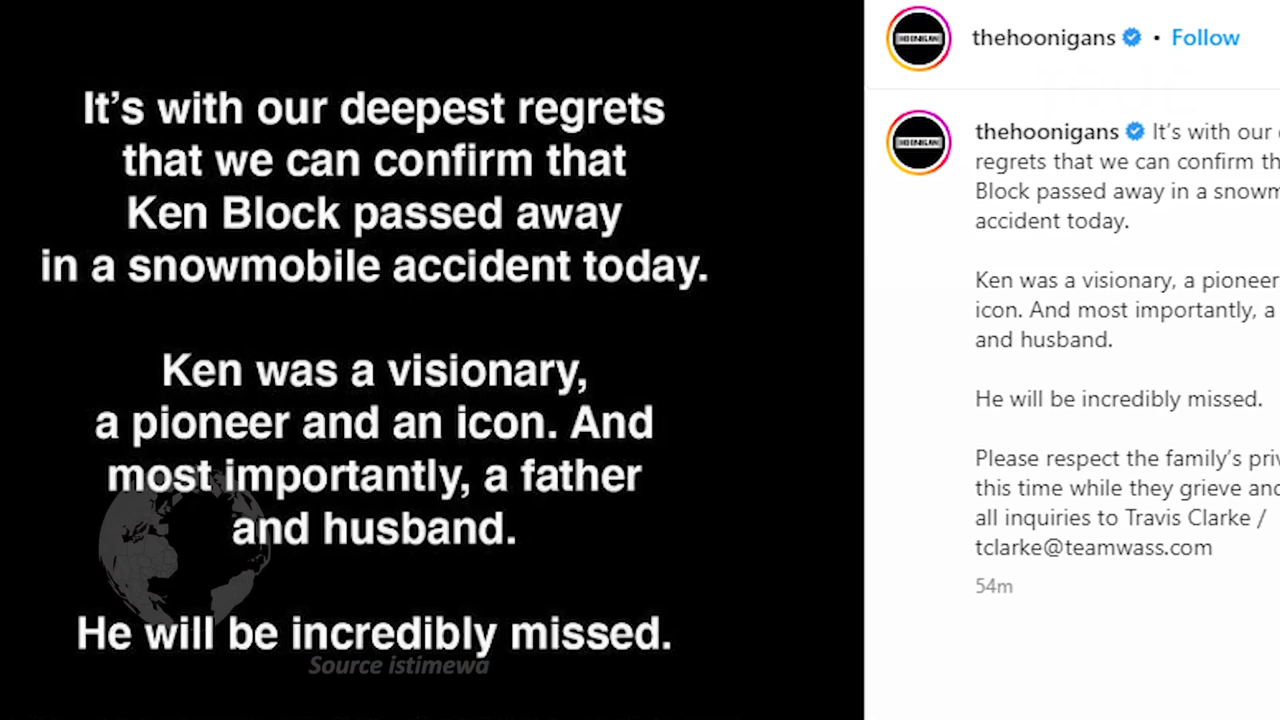 It’s with our deepest regrets
that we can confirm that
Ken Block passed away
in a snowmobile accident today.
Ken was a visionary,
a pioneer and an icon. And
most importantly, a father
and husband.
He will be incredibly missed.
Source istimewa
HOONIGAN
thehoonigans • Follow
HOONIGAN
thehoonigans It’s with our
regrets that we can confirm th
Block passed away in a snowm
accident today.
Ken was a visionary, a pioneer
icon. And most importantly, a
and husband.
He will be incredibly missed.
Please respect the family’s priv
this time while they grieve and
all inquiries to Travis Clarke /
tclarke@teamwass.com
54m